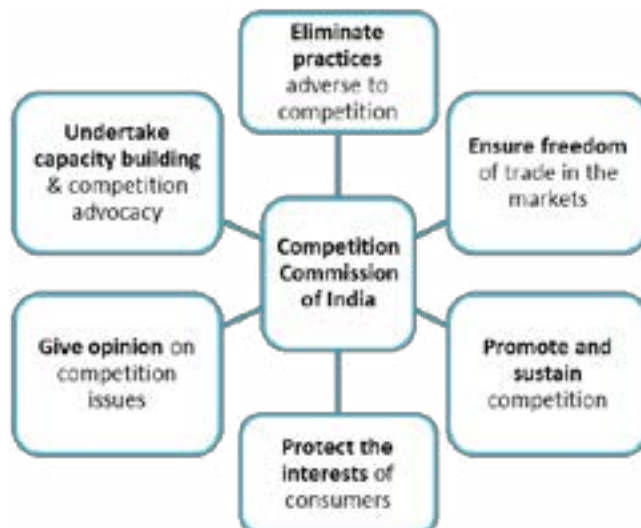 Eliminate
practices
adverse to
competition
Undertake
capacity building
& competition
advocacy
Ensure freedom
of trade in the
markets
Competition
Commission
of India
Give opinion on
competition
issues
Promote and
sustain
competition
Protect the
interests of
consumers